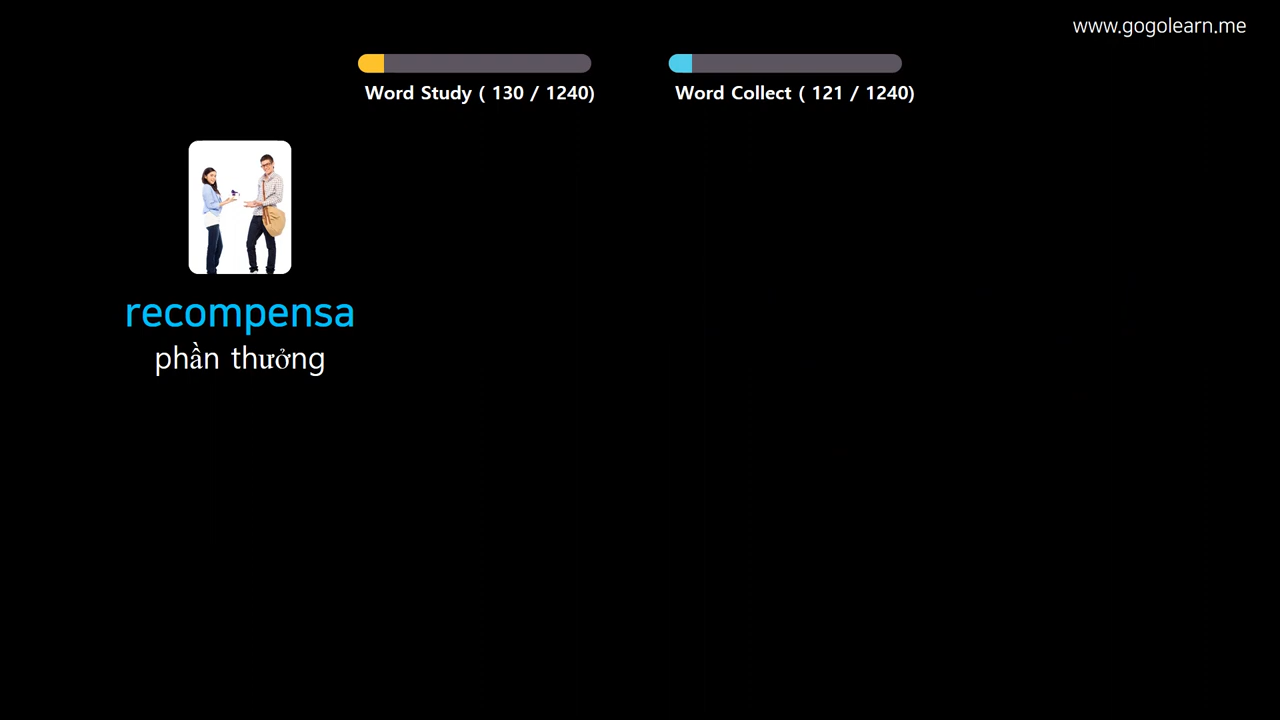 www.gogolearn.me
Word Study ( 130 / 1240)
Word Collect ( 121 / 1240)
recompensa
phần thưởng